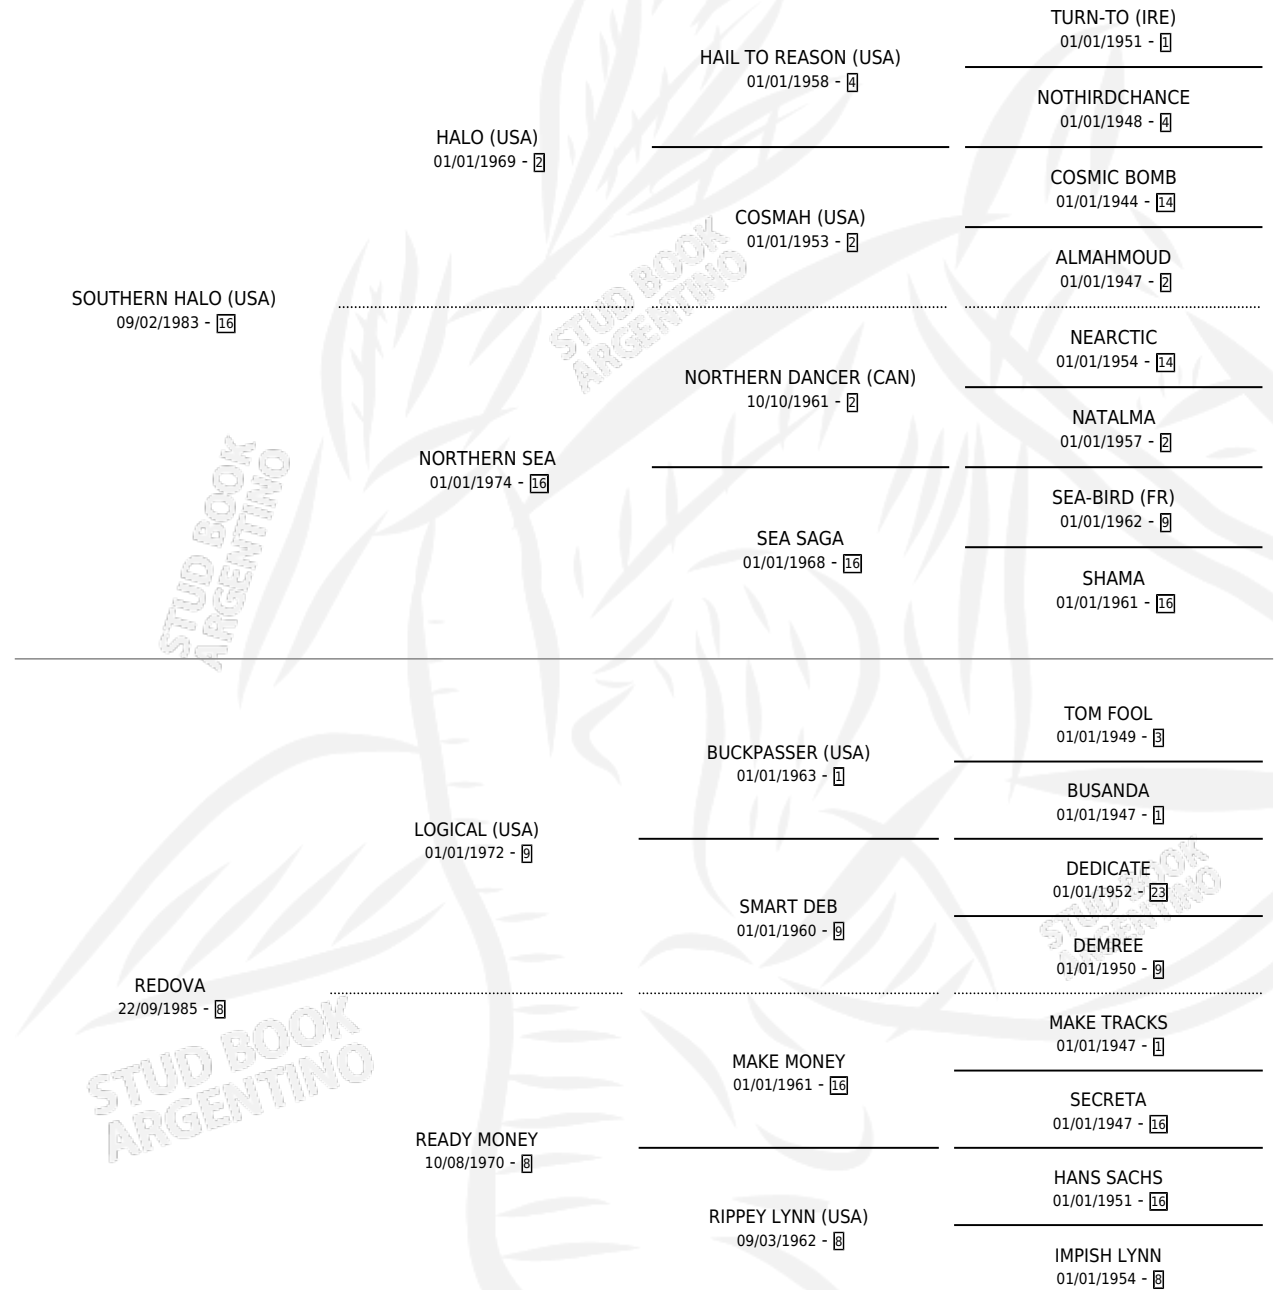 TURN-TO (IRE)
01/01/1951 - 1
HAIL TO REASON (USA)
01/01/1958 - 4
NOTHIRDCHANCE
01/01/1948 - 4
HALO (USA)
01/01/1969 - 2
COSMIC BOMB
01/01/1944 - 14
COSMAH (USA)
01/01/1953 - 2
ALMAHMOUD
01/01/1947 - 2
SOUTHERN HALO (USA)
09/02/1983 - 16
STUD BOOK
ARGENTINO
NEARCTIC
01/01/1954 - 14
NORTHERN DANCER (CAN)
10/10/1961 - 2
NATALMA
01/01/1957 - 2
NORTHERN SEA
01/01/1974 - 16
SEA-BIRD (FR)
01/01/1962 - 9
SEA SAGA
01/01/1968 - 16
SHAMA
01/01/1961 - 16
STUD BOOK
ARGENTINO
TOM FOOL
01/01/1949 - 3
BUCKPASSER (USA)
01/01/1963 - 1
BUSANDA
01/01/1947 - 1
LOGICAL (USA)
01/01/1972 - 9
DEDICATE
01/01/1952 - 23
SMART DEB
01/01/1960 - 9
DEMREE
01/01/1950 - 9
STUD BOOK
ARGENTINO
REDOVA
22/09/1985 - 8
STUD BOOK
ARGENTINO
MAKE TRACKS
01/01/1947 - 1
MAKE MONEY
01/01/1961 - 16
SECRETA
01/01/1947 - 16
READY MONEY
10/08/1970 - 8
HANS SACHS
01/01/1951 - 16
RIPPEY LYNN (USA)
09/03/1962 - 8
IMPISH LYNN
01/01/1954 - 8